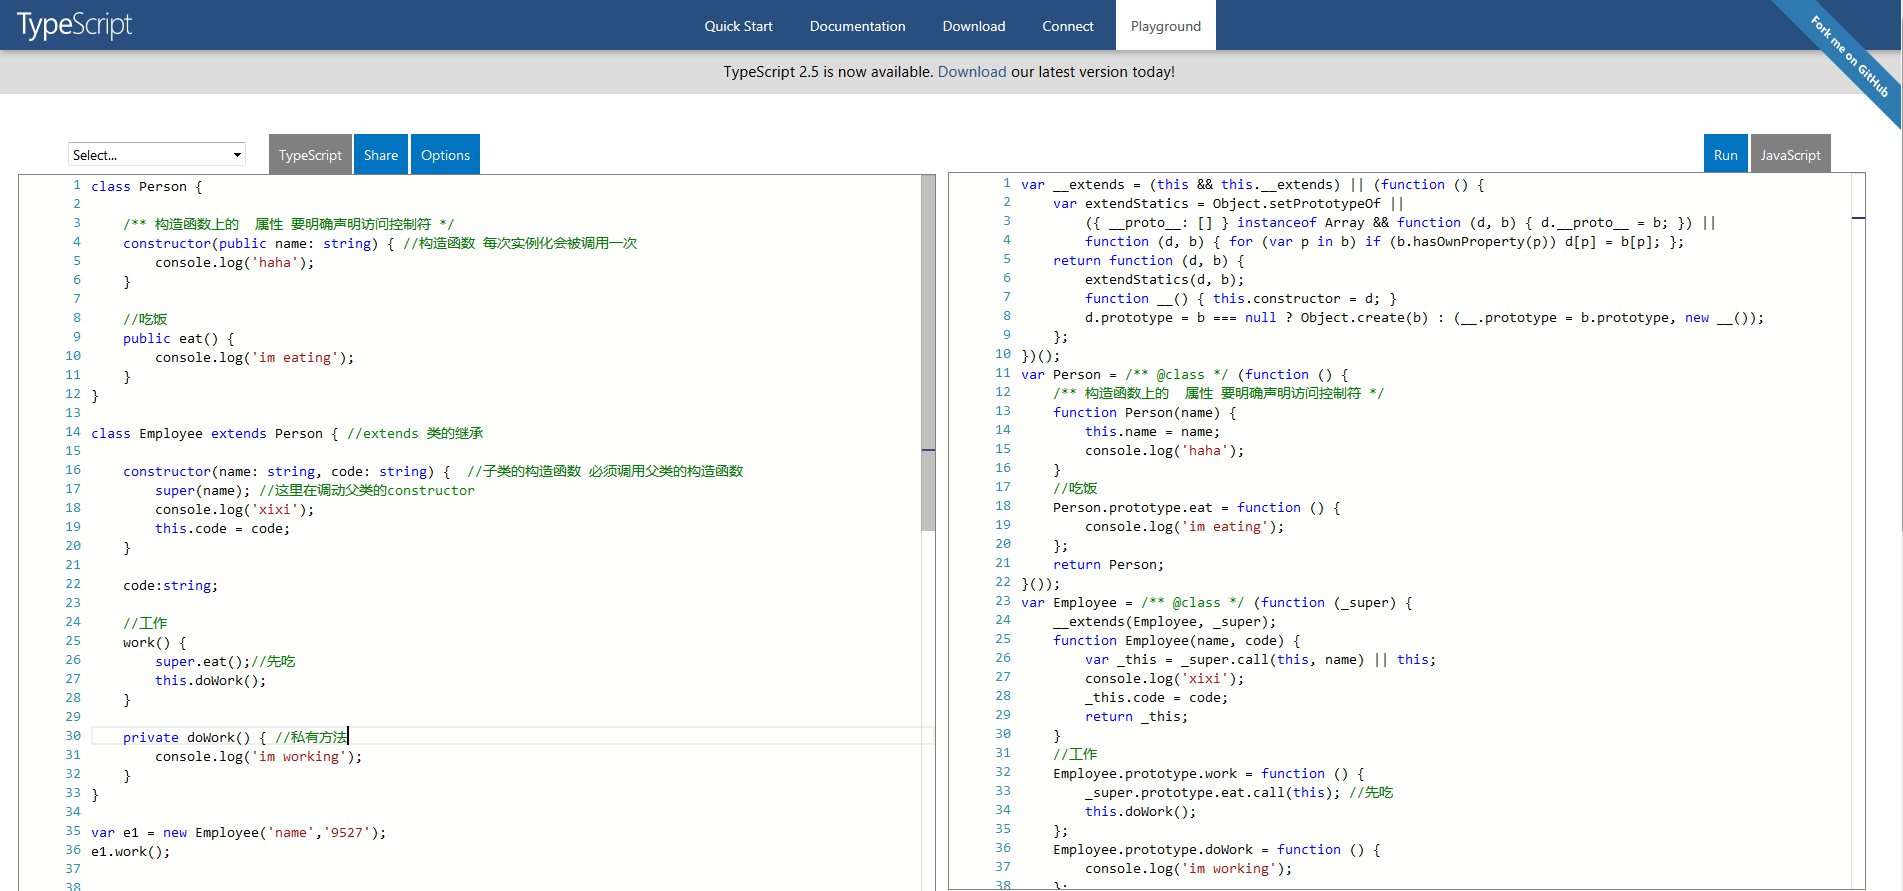 TypeScript
Quick Start
Documentation
Download
Connect
Playground
Fork me on GitHub
TypeScript 2.5 is now available. Download our latest version today!
Select...
TypeScript
Share
Options
Run
JavaScript
1 class Person {
2
3     /** 构造函数上的  属性 要明确声明访问控制符 */
4     constructor(public name: string) { //构造函数 每次实例化会被调用一次
5         console.log('haha');
6     }
7
8     //吃饭
9     public eat() {
10         console.log('im eating');
11     }
12 }
13
14 class Employee extends Person { //extends 类的继承
15
16     constructor(name: string, code: string) {  //子类的构造函数 必须调用父类的构造函数
17         super(name); //这里在调动父类的constructor
18         console.log('xixi');
19         this.code = code;
20     }
21
22     code:string;
23
24     //工作
25     work() {
26         super.eat();//先吃
27         this.doWork();
28     }
29
30     private doWork() { //私有方法
31         console.log('im working');
32     }
33 }
34
35 var e1 = new Employee('name','9527');
36 e1.work();
37
38
1 var __extends = (this && this.__extends) || (function () {
2     var extendStatics = Object.setPrototypeOf ||
3         ({ __proto__: [] } instanceof Array && function (d, b) { d.__proto__ = b; }) ||
4         function (d, b) { for (var p in b) if (b.hasOwnProperty(p)) d[p] = b[p]; };
5     return function (d, b) {
6         extendStatics(d, b);
7         function __() { this.constructor = d; }
8         d.prototype = b === null ? Object.create(b) : (__.prototype = b.prototype, new __());
9     };
10 })();
11 var Person = /** @class */ (function () {
12     /** 构造函数上的  属性 要明确声明访问控制符 */
13     function Person(name) {
14         this.name = name;
15         console.log('haha');
16     }
17     //吃饭
18     Person.prototype.eat = function () {
19         console.log('im eating');
20     };
21     return Person;
22 }());
23 var Employee = /** @class */ (function (_super) {
24     __extends(Employee, _super);
25     function Employee(name, code) {
26         var _this = _super.call(this, name) || this;
27         console.log('xixi');
28         _this.code = code;
29         return _this;
30     }
31     //工作
32     Employee.prototype.work = function () {
33         _super.prototype.eat.call(this); //先吃
34         this.doWork();
35     };
36     Employee.prototype.doWork = function () {
37         console.log('im working');
38     };